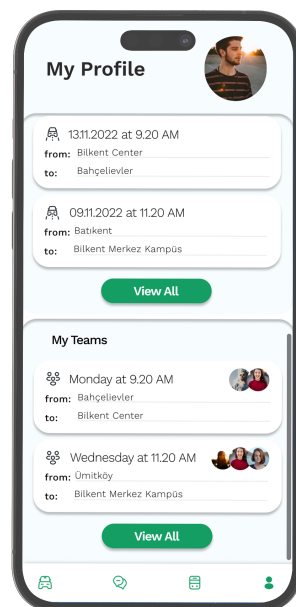 My Profile
13.11.2022 at 9.20 AM
from: Bilkent Center
to: Bahçelievler
09.11.2022 at 11.20 AM
from: Batıkent
to: Bilkent Merkez Kampüs
View All
My Teams
Monday at 9.20 AM
from: Bahçelievler
to: Bilkent Center
Wednesday at 11.20 AM
from: Ümitköy
to: Bilkent Merkez Kampüs
View All